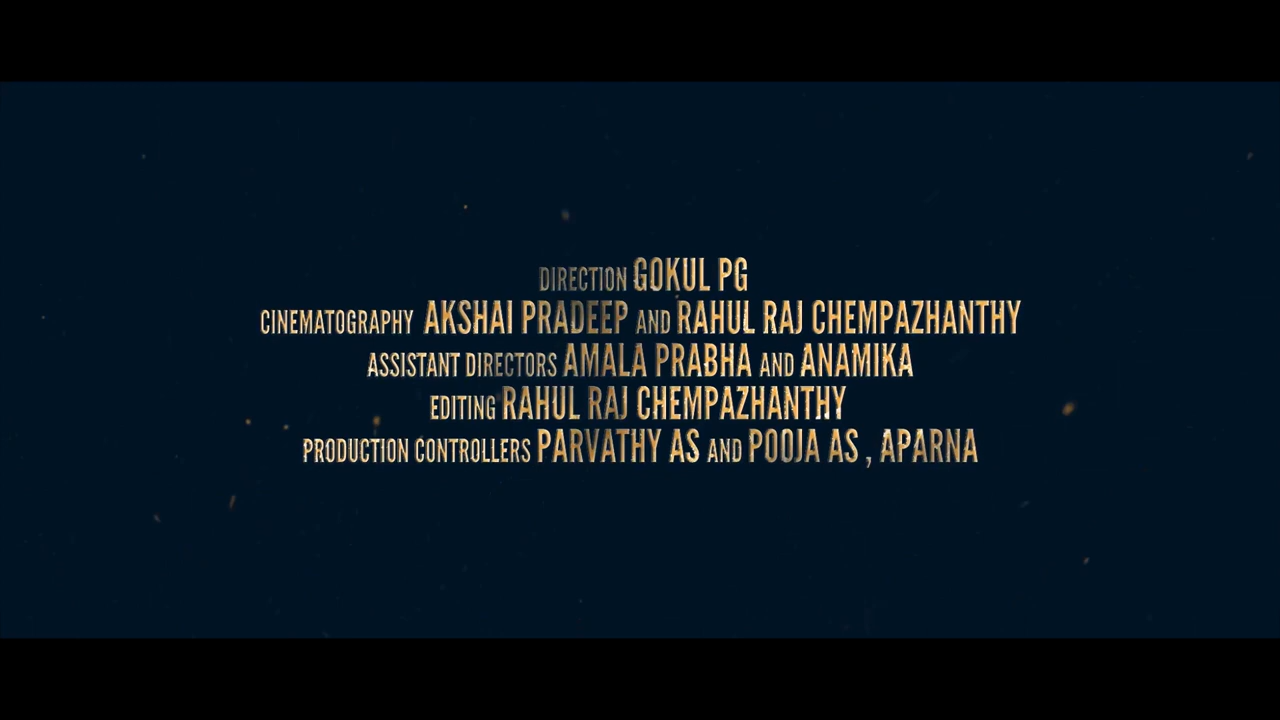 DIRECTION GOKUL PG
CINEMATOGRAPHY AKSHAI PRADEEP AND RAHUL RAJ CHEMPAZHANTHY
ASSISTANT DIRECTORS AMALA PRABHA AND ANAMIKA
EDITING RAHUL RAJ CHEMPAZHANTHY
PRODUCTION CONTROLLERS PARVATHY AS AND POOJA AS , APARNA